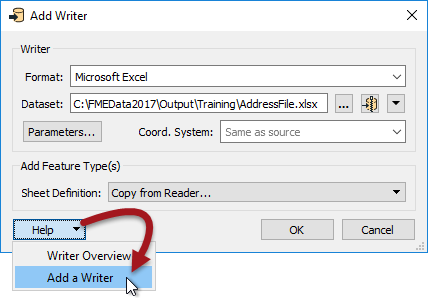 Add Writer
Writer
Format: Microsoft Excel
Dataset: C:\FMEData2017\Output\Training\AddressFile.xlsx ...
Parameters... Coord. System: Same as source
Add Feature Type(s)
Sheet Definition: Copy from Reader...
Help OK Cancel
Writer Overview
Add a Writer